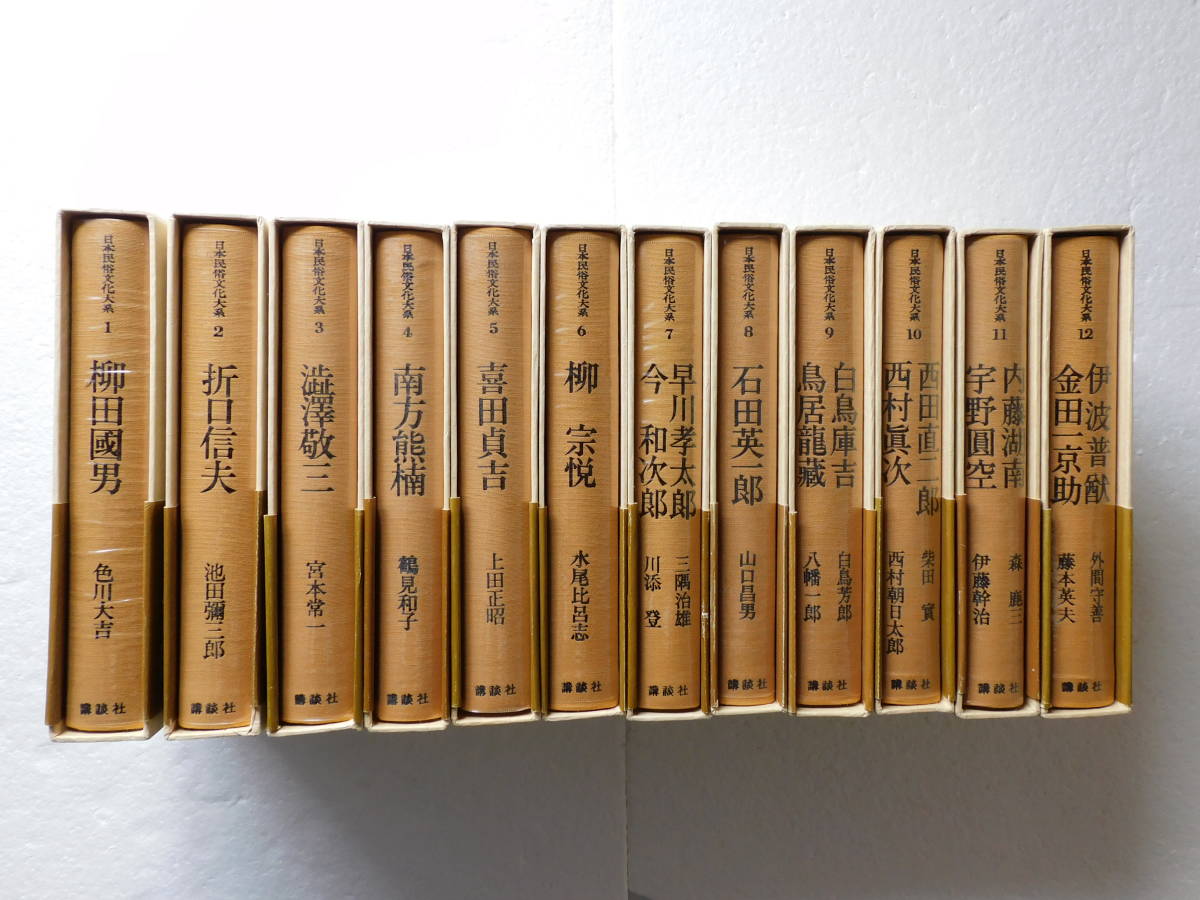 日本民俗文化大系
1
柳田國男
色川大吉
講談社
日本民俗文化大系
2
折口信夫
池田彌三郎
講談社
日本民俗文化大系
3
澁澤敬三
宮本常一
講談社
日本民俗文化大系
4
南方熊楠
鶴見和子
講談社
日本民俗文化大系
5
喜田貞吉
上田正昭
講談社
日本民俗文化大系
6
柳 宗悦
水尾比呂志
講談社
日本民俗文化大系
7
早川孝太郎
今 和次郎
三隅治雄
川添 登
講談社
日本民俗文化大系
8
石田英一郎
山口昌男
講談社
日本民俗文化大系
9
白鳥庫吉
鳥居龍藏
白鳥芳郎
八幡一郎
講談社
日本民俗文化大系
10
西田直二郎
西村眞次
柴田 實
西村朝日太郎
講談社
日本民俗文化大系
11
内藤湖南
宇野圓空
森 鹿三
伊藤幹治
講談社
日本民俗文化大系
12
伊波普猷
金田一京助
外間守善
藤本英夫
講談社